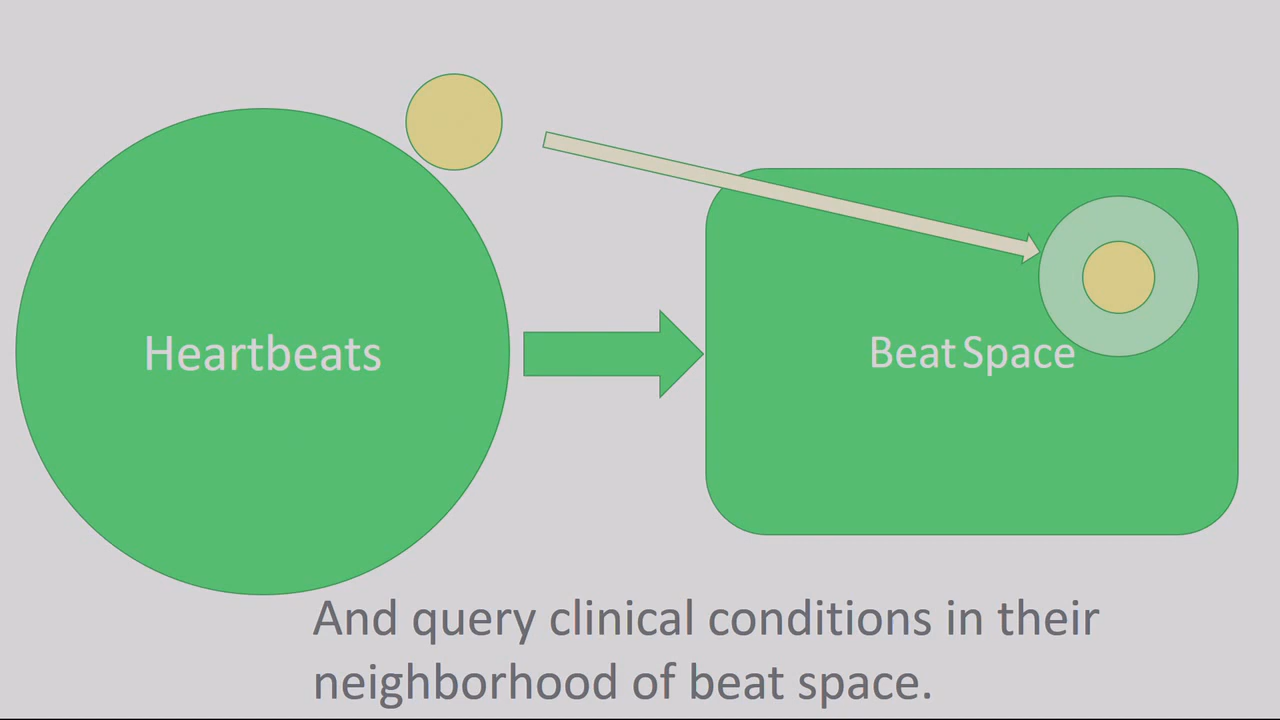 Heartbeats
Beat Space
And query clinical conditions in their
neighborhood of beat space.